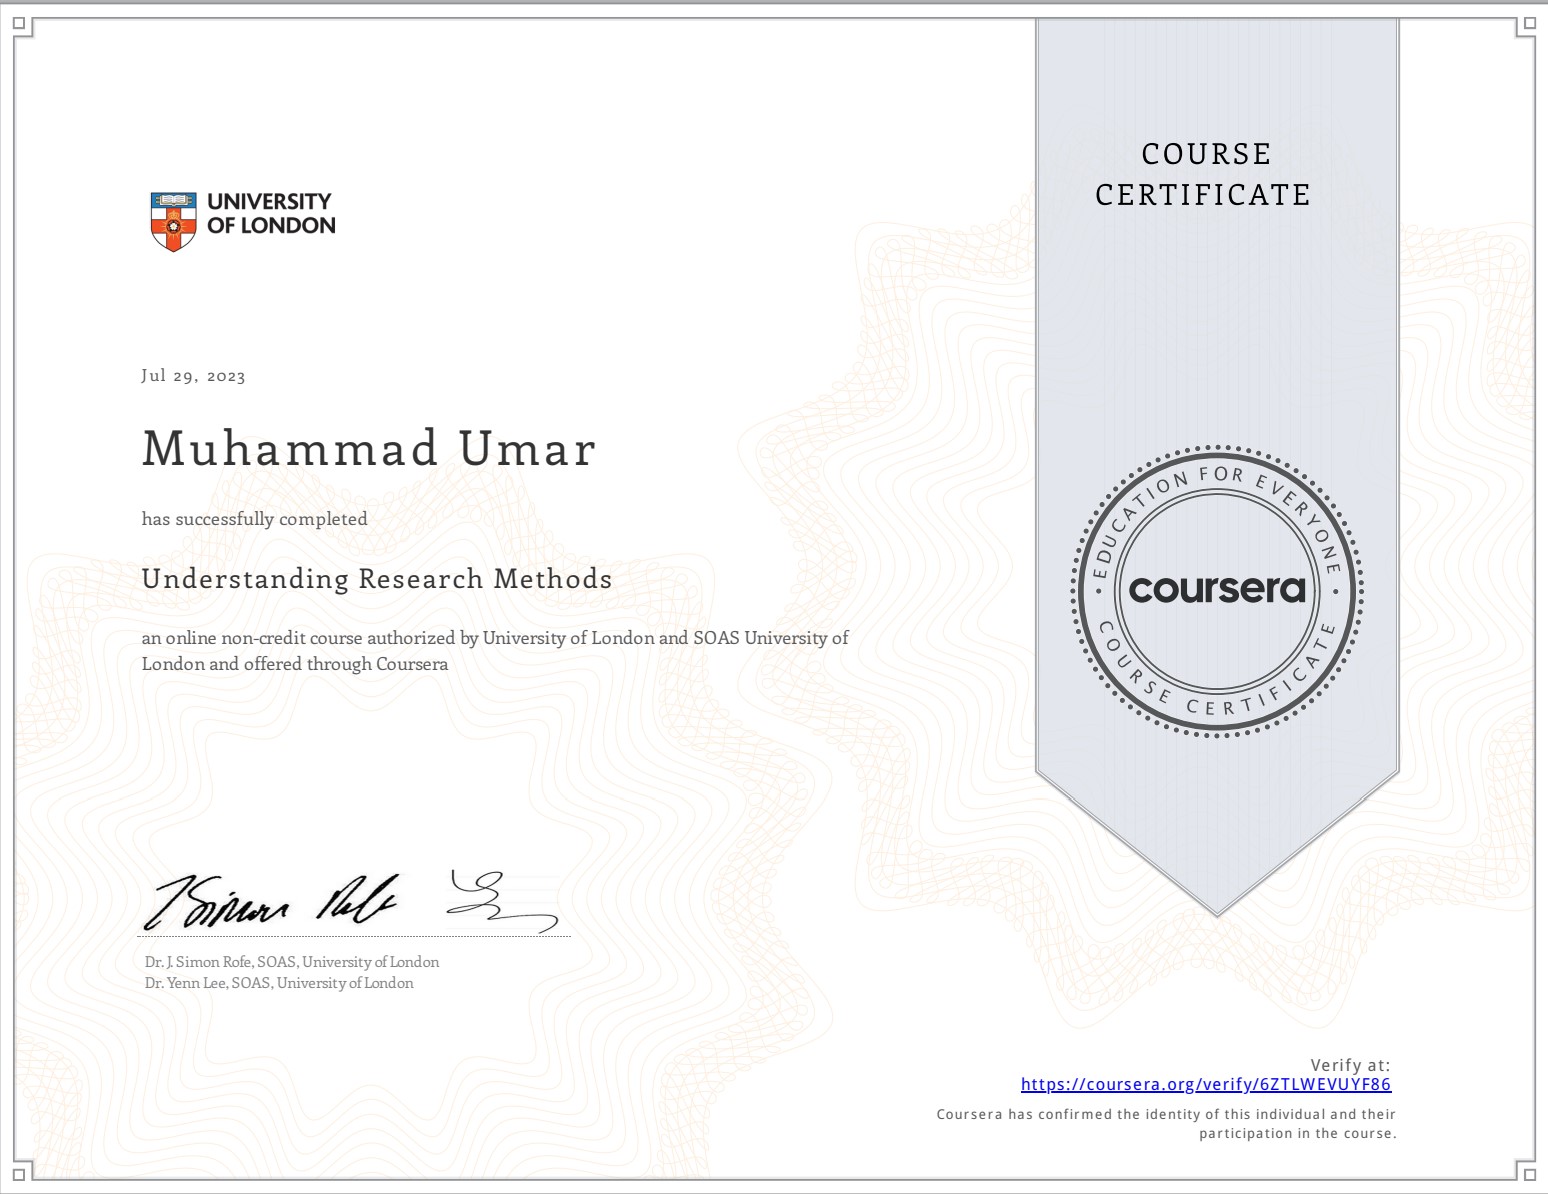 UNIVERSITY
OF LONDON
COURSE
CERTIFICATE
Jul 29, 2023
Muhammad Umar
has successfully completed
Understanding Research Methods
an online non-credit course authorized by University of London and SOAS University of
London and offered through Coursera
EDUCATION FOR EVERYONE
coursera
COURSE CERTIFICATE
J Simon Rofe
Dr. J. Simon Rofe, SOAS, University of London
Dr. Yenn Lee, SOAS, University of London
Verify at:
https://coursera.org/verify/6ZTLWEVUYF86
Coursera has confirmed the identity of this individual and their
participation in the course.